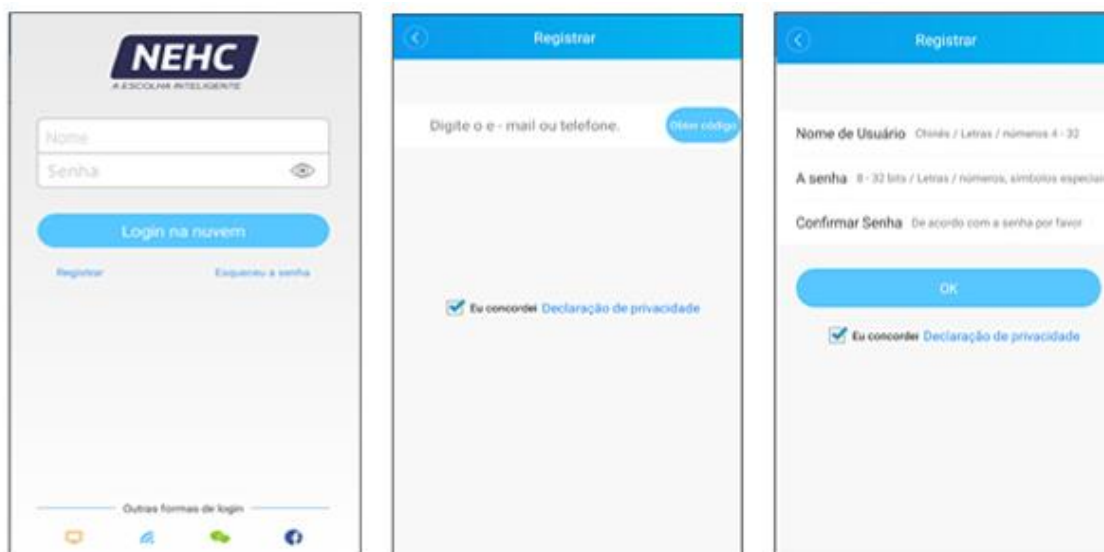 NEHC
A ESCOLHA INTELIGENTE
Nome
Senha
Login na nuvem
Registrar
Esqueceu a senha
Outras formas de login
Registrar
Digite o e - mail ou telefone.
Obter código
Eu concordei Declaração de privacidade
Registrar
Nome de Usuário Chinês / Letras / números 4 - 32
A senha 8 - 32 bits / Letras / números, símbolos especiais
Confirmar Senha De acordo com a senha por favor
OK
Eu concordei Declaração de privacidade